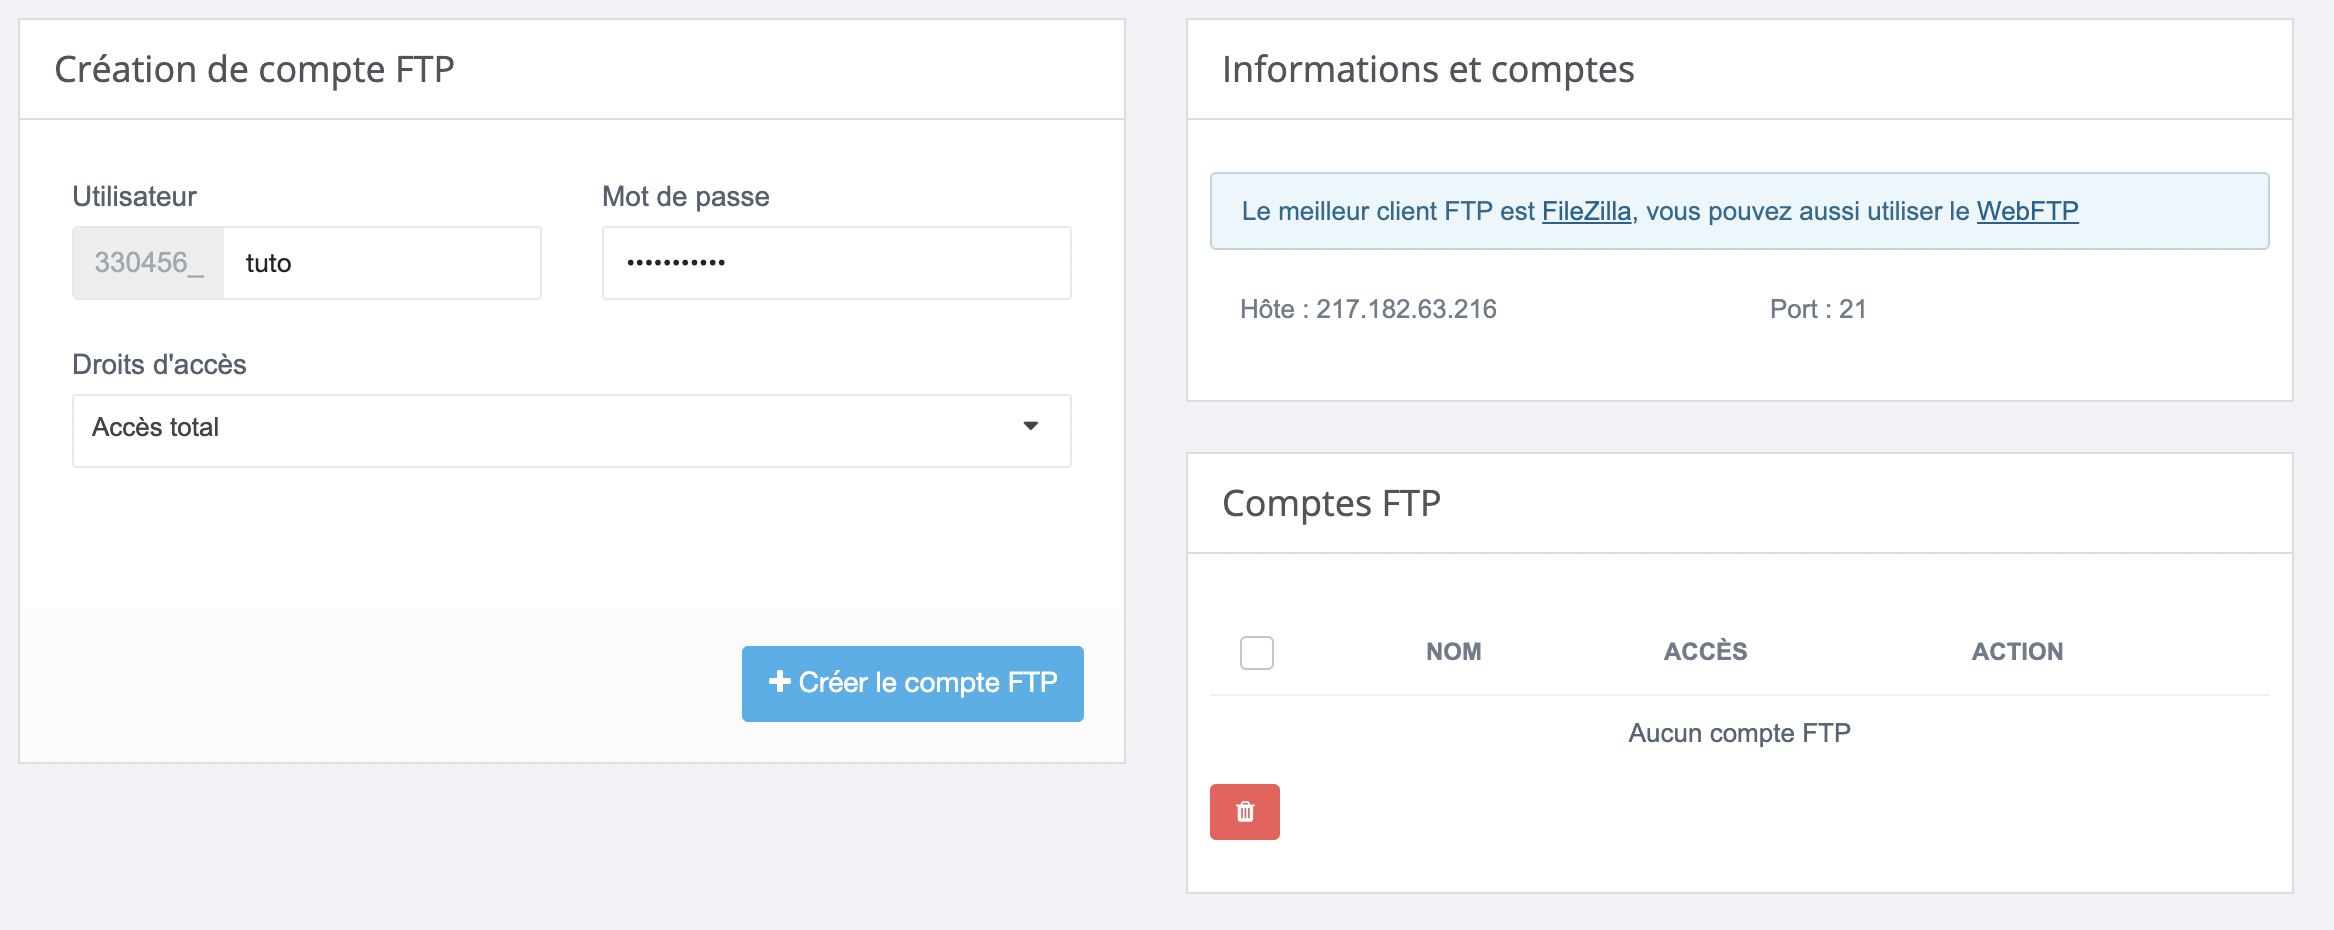 Création de compte FTP
Utilisateur
Mot de passe
330456_ tuto
•••••••••••
Droits d'accès
Accès total
Créer le compte FTP
Informations et comptes
Le meilleur client FTP est FileZilla, vous pouvez aussi utiliser le WebFTP
Hôte : 217.182.63.216
Port : 21
Comptes FTP
NOM
ACCÈS
ACTION
Aucun compte FTP